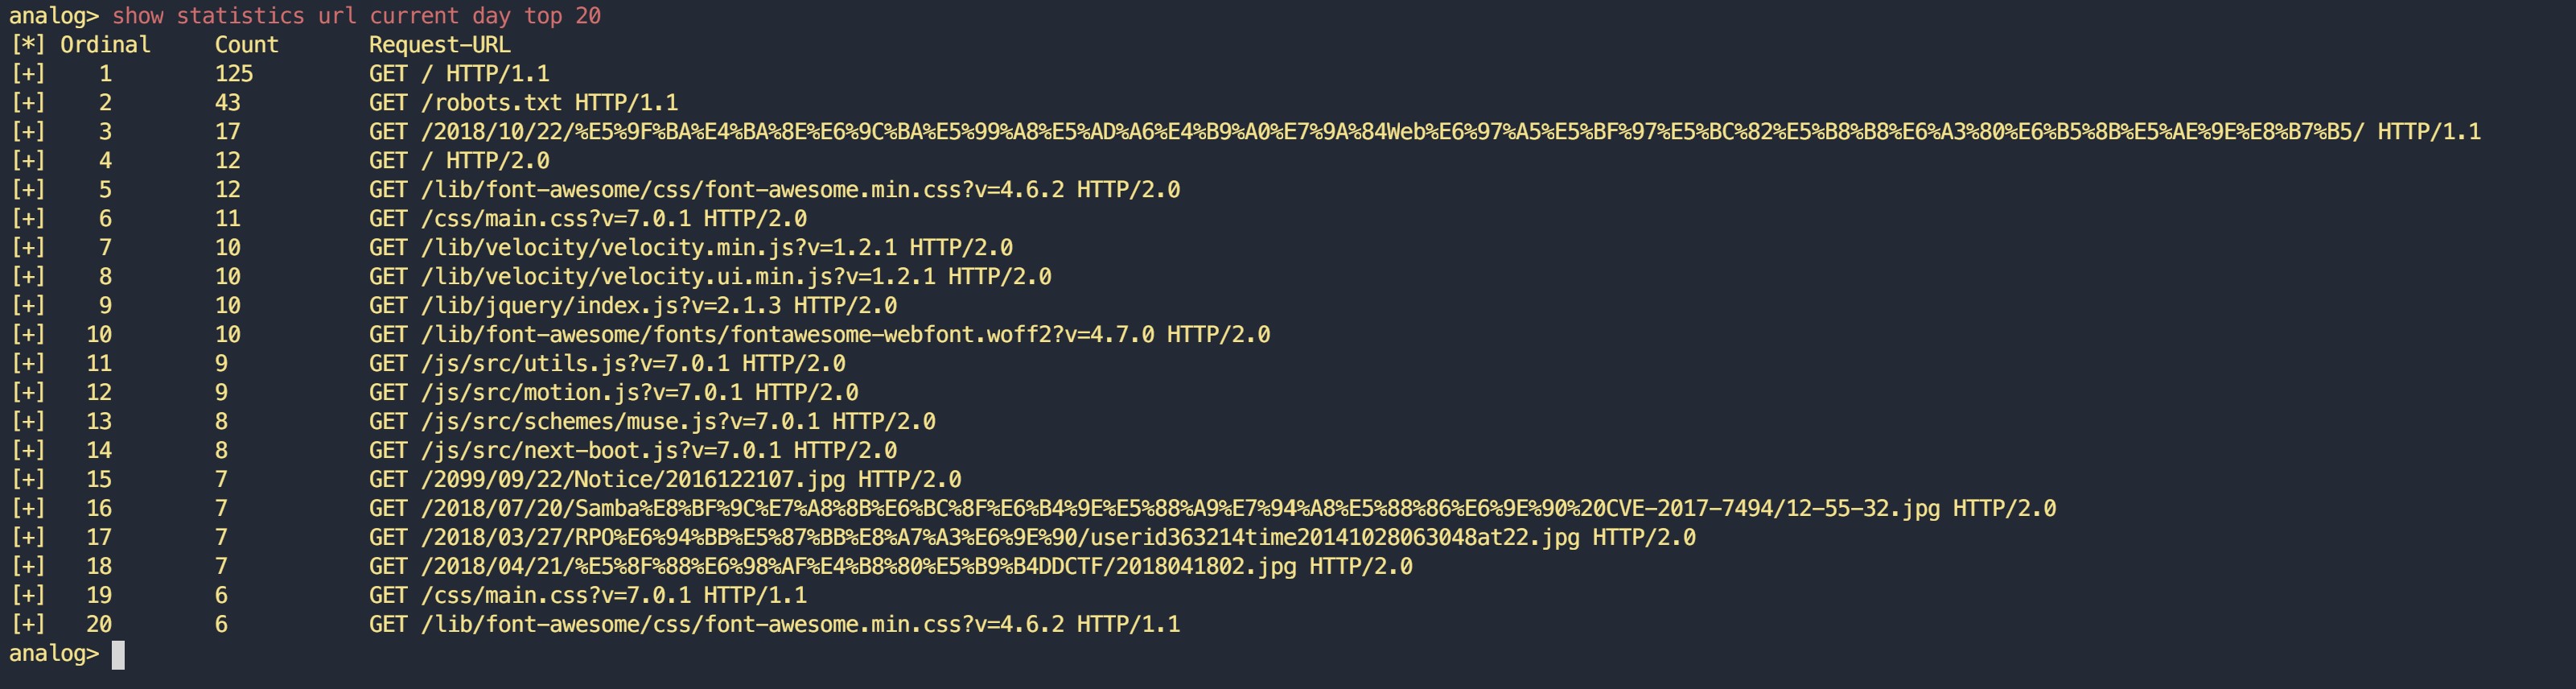 analog> show statistics url current day top 20
[*] Ordinal Count Request-URL
[+] 1 125 GET / HTTP/1.1
[+] 2 43 GET /robots.txt HTTP/1.1
[+] 3 17 GET /2018/10/22/%E5%9F%BA%E4%BA%8E%E6%9C%BA%E5%99%A8%E5%AD%A6%E4%B9%A0%E7%9A%84Web%E6%97%A5%E5%BF%97%E5%BC%82%E5%B8%B8%E6%A3%80%E6%B5%8B%E5%AE%9E%E8%B7%B5/ HTTP/1.1
[+] 4 12 GET / HTTP/2.0
[+] 5 12 GET /lib/font-awesome/css/font-awesome.min.css?v=4.6.2 HTTP/2.0
[+] 6 11 GET /css/main.css?v=7.0.1 HTTP/2.0
[+] 7 10 GET /lib/velocity/velocity.min.js?v=1.2.1 HTTP/2.0
[+] 8 10 GET /lib/velocity/velocity.ui.min.js?v=1.2.1 HTTP/2.0
[+] 9 10 GET /lib/jquery/index.js?v=2.1.3 HTTP/2.0
[+] 10 10 GET /lib/font-awesome/fonts/fontawesome-webfont.woff2?v=4.7.0 HTTP/2.0
[+] 11 9 GET /js/src/utils.js?v=7.0.1 HTTP/2.0
[+] 12 9 GET /js/src/motion.js?v=7.0.1 HTTP/2.0
[+] 13 8 GET /js/src/schemes/muse.js?v=7.0.1 HTTP/2.0
[+] 14 8 GET /js/src/next-boot.js?v=7.0.1 HTTP/2.0
[+] 15 7 GET /2099/09/22/Notice/2016122107.jpg HTTP/2.0
[+] 16 7 GET /2018/07/20/Samba%E8%BF%9C%E7%A8%8B%E6%BC%8F%E6%B4%9E%E5%88%A9%E7%94%A8%E5%88%86%E6%9E%90%20CVE-2017-7494/12-55-32.jpg HTTP/2.0
[+] 17 7 GET /2018/03/27/RPO%E6%94%BB%E5%87%BB%E8%A7%A3%E6%9E%90/userid363214time20141028063048at22.jpg HTTP/2.0
[+] 18 7 GET /2018/04/21/%E5%8F%88%E6%98%AF%E4%B8%80%E5%B9%B4DDCTF/2018041802.jpg HTTP/2.0
[+] 19 6 GET /css/main.css?v=7.0.1 HTTP/1.1
[+] 20 6 GET /lib/font-awesome/css/font-awesome.min.css?v=4.6.2 HTTP/1.1
analog>